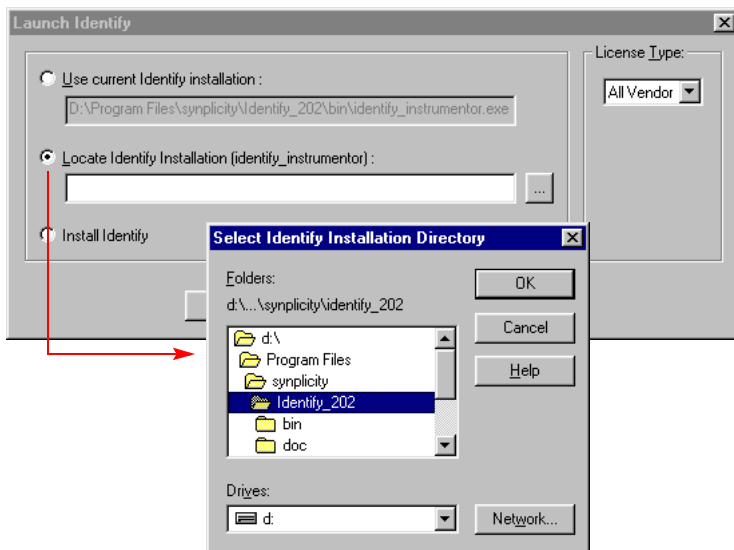 Launch Identify
License Type:
Use current Identify installation :
D:\Program Files\synplicity\Identify_202\bin\identify_instrumentor.exe
All Vendor
Locate Identify Installation (identify_instrumentor) :
...
Install Identify
Select Identify Installation Directory
Folders:
d:\...\synplicity\identify_202
d:\
Program Files
synplicity
Identify_202
bin
doc
OK
Cancel
Help
Drives:
d:
Network...